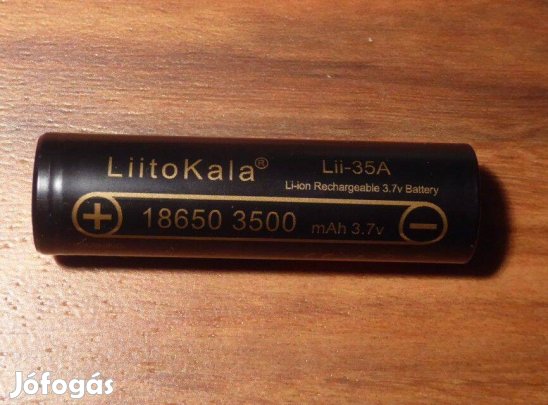 LiitoKala®
Lii-35A
Li-ion Rechargeable 3.7v Battery
+ 18650 3500 mAh 3.7v −
Jófogás